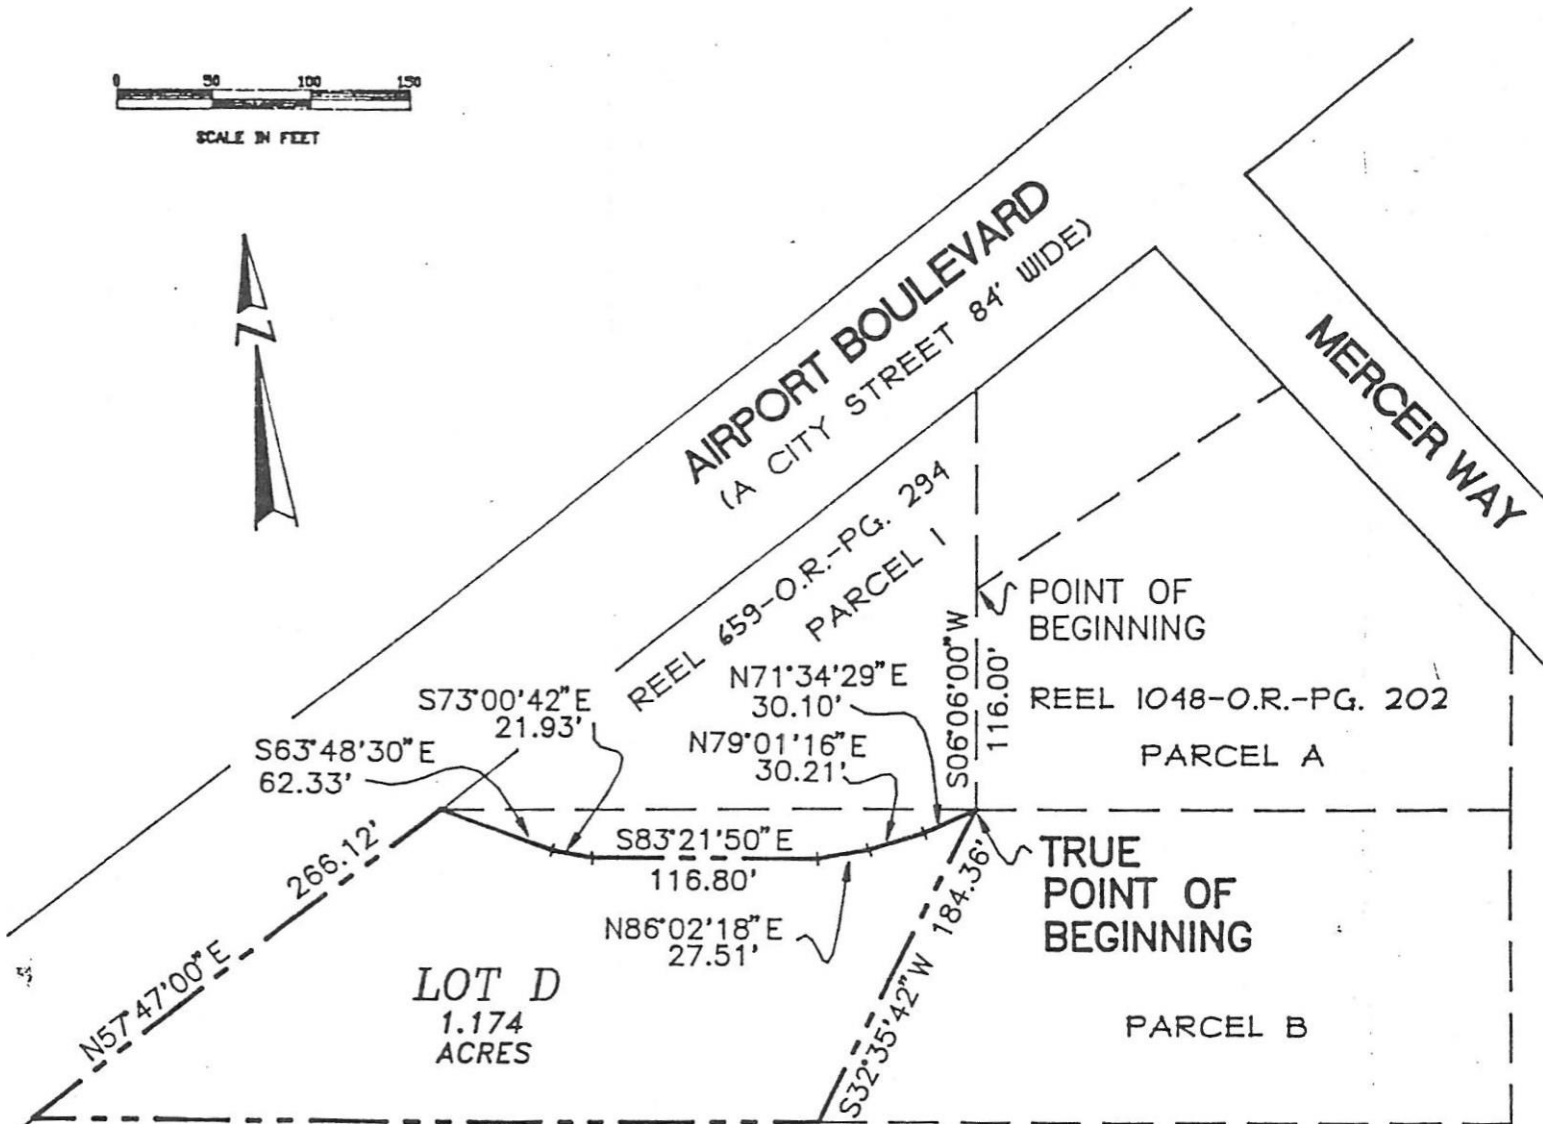 0 50 100 150
SCALE IN FEET
N
AIRPORT BOULEVARD
(A CITY STREET 84' WIDE)
MERCER WAY
REEL 659-O.R.-PG. 294
PARCEL 1
POINT OF
BEGINNING
S06°06'00"W
116.00'
REEL 1048-O.R.-PG. 202
PARCEL A
N71°34'29"E
30.10'
S73°00'42"E
21.93'
N79°01'16"E
30.21'
S63°48'30"E
62.33'
S83°21'50"E
116.80'
N86°02'18"E
27.51'
TRUE
POINT OF
BEGINNING
N57°47'00"E 266.12'
S32°35'42"W 184.36'
LOT D
1.174
ACRES
PARCEL B